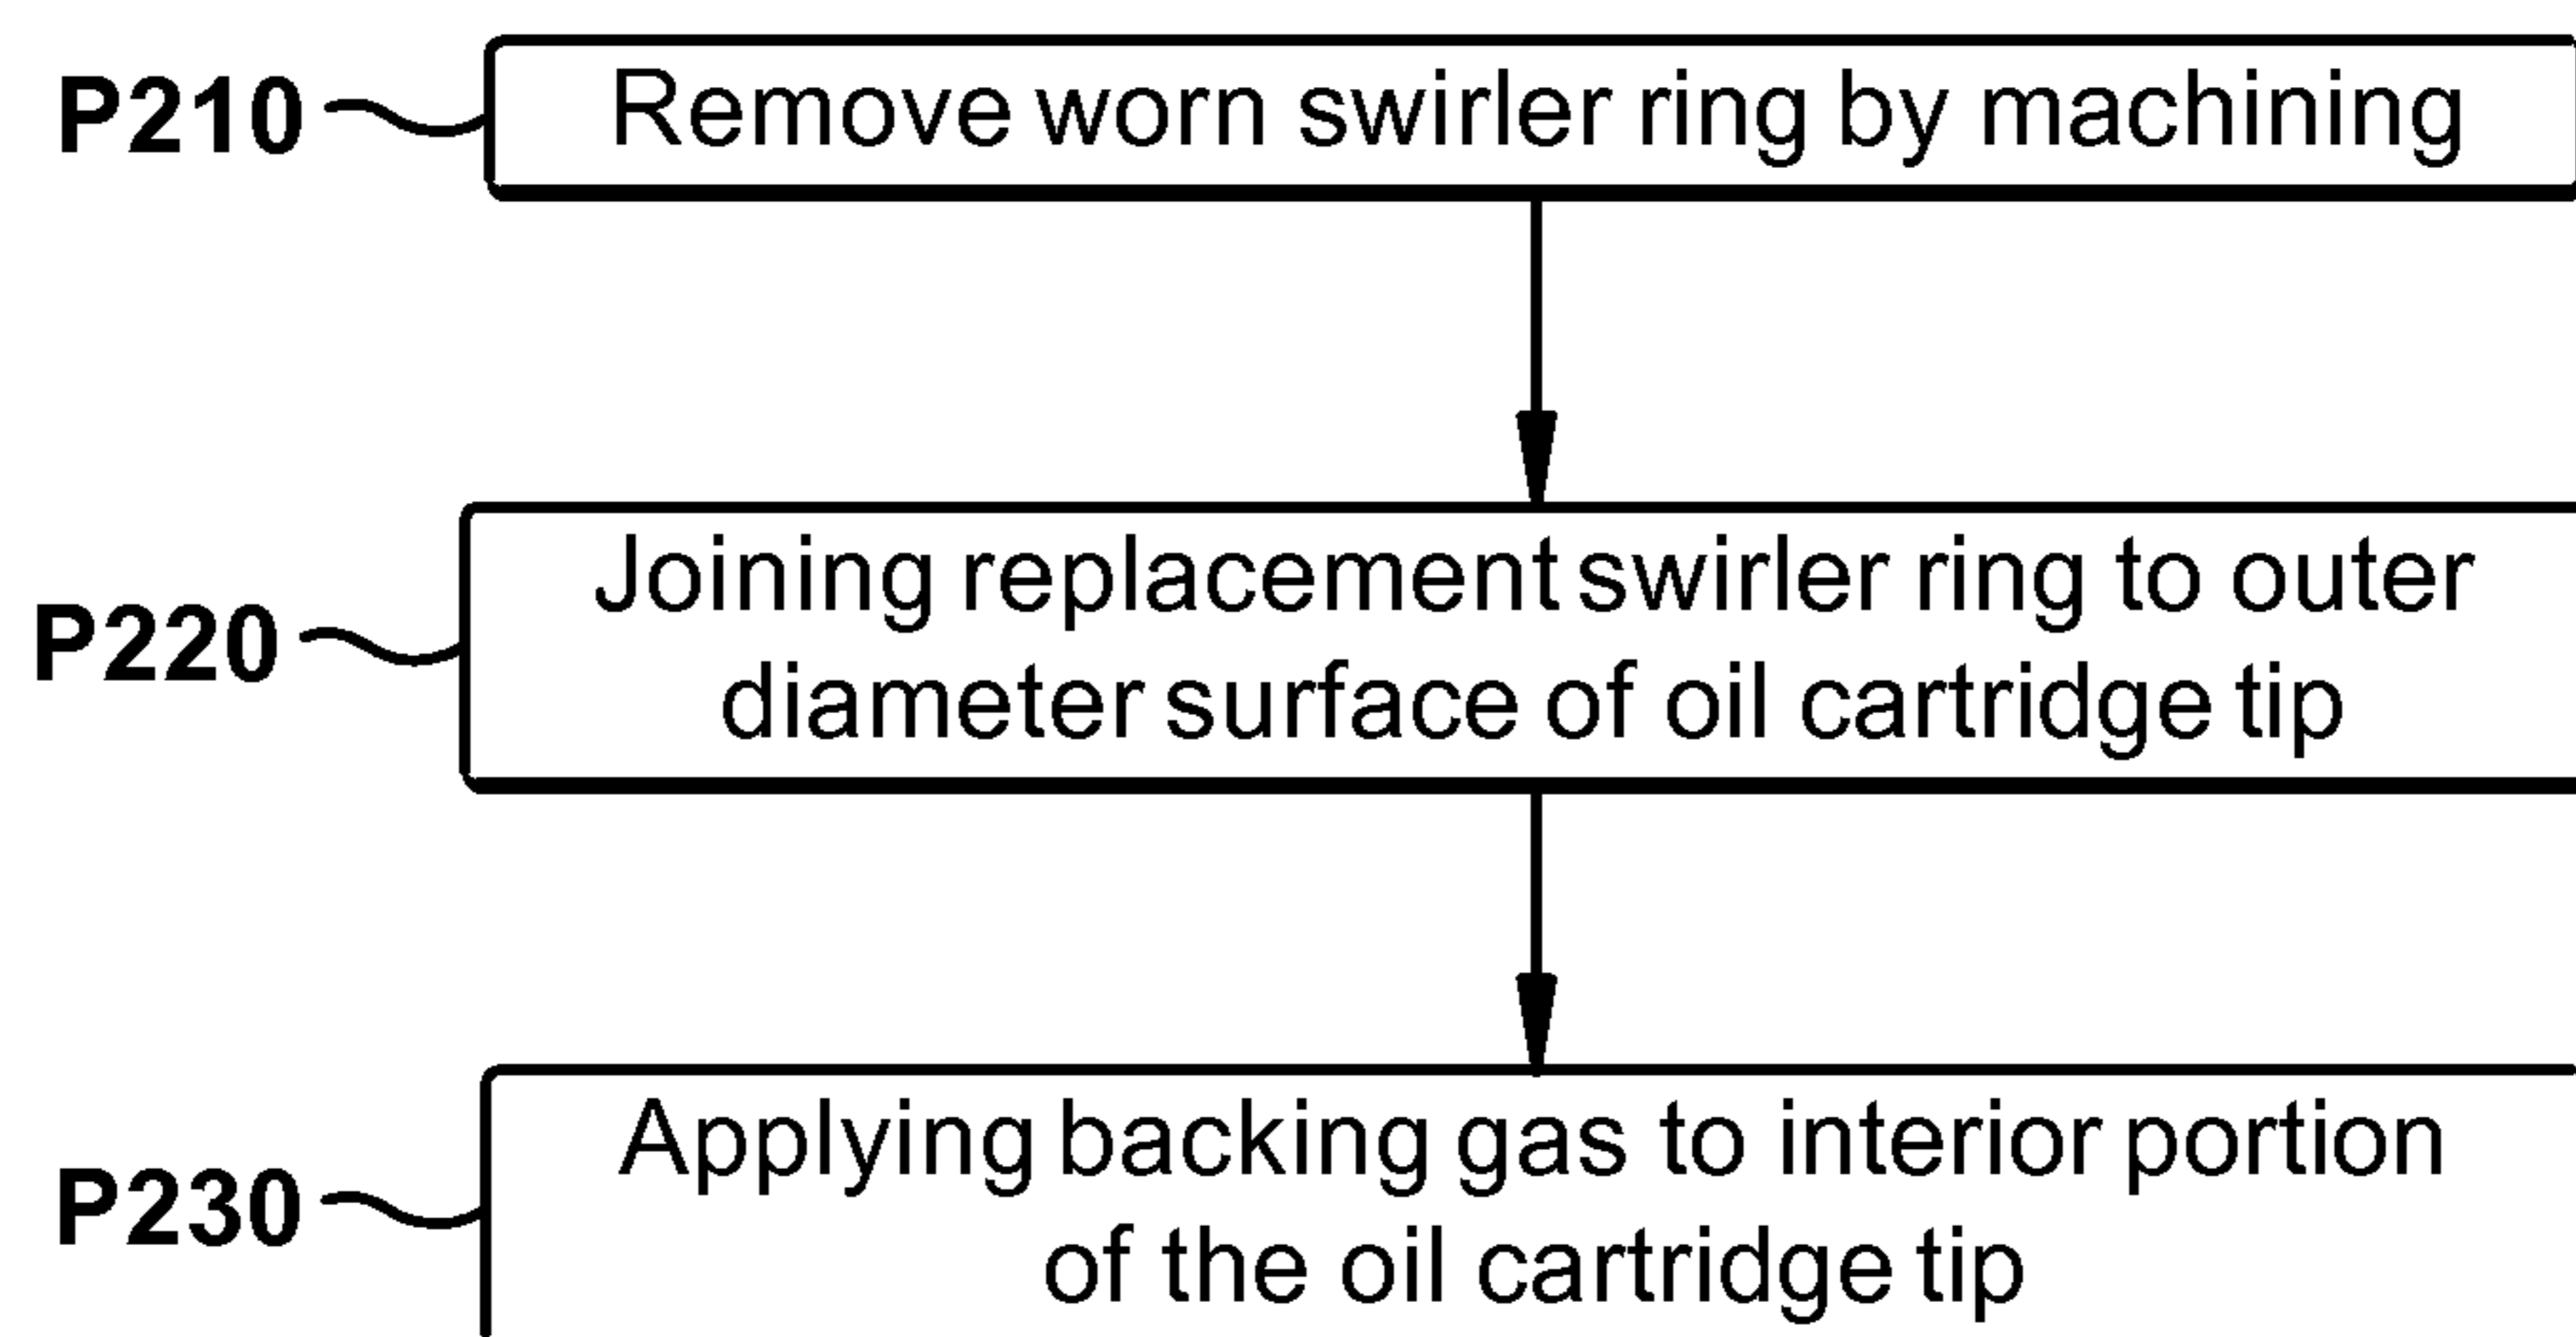 P210 Remove worn swirler ring by machining
Joining replacement swirler ring to outer
P220
diameter surface of oil cartridge tip
Applying backing gas to interior portion
P230
of the oil cartridge tip